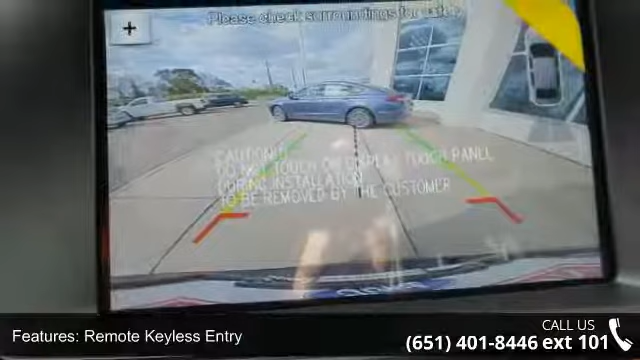 +
Please check surroundings for safety
CAUTION!!
DO NOT TOUCH OR DISPLAY TOUCH PANEL
DURING INSTALLATION
TO BE REMOVED BY THE CUSTOMER
Features: Remote Keyless Entry
CALL US
(651) 401-8446 ext 101